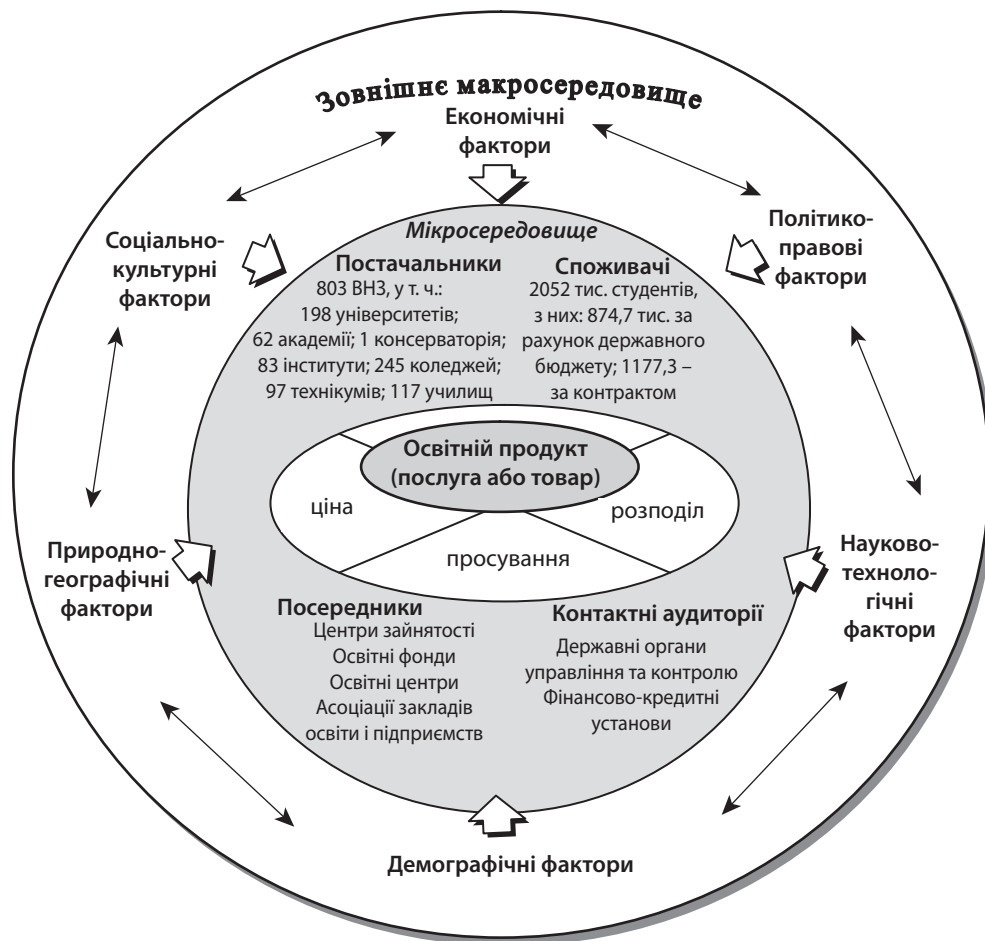 Зовнішнє макросередовище
Економічні
фактори
Соціально-
культурні
фактори
Політико-
правові
фактори
Мікросередовище
Постачальники
803 ВНЗ, у т. ч.:
198 університетів;
62 академії; 1 консерваторія;
83 інститути; 245 коледжей;
97 технікумів; 117 училищ
Споживачі
2052 тис. студентів,
з них: 874,7 тис. за
рахунок державного
бюджету; 1177,3 –
за контрактом
Освітній продукт
(послуга або товар)
ціна
розподіл
просування
Природно-
географічні
фактори
Науково-
техноло-
гічні
фактори
Посередники
Центри зайнятості
Освітні фонди
Освітні центри
Асоціації закладів
освіти і підприємств
Контактні аудиторії
Державні органи
управління та контролю
Фінансово-кредитні
установи
Демографічні фактори